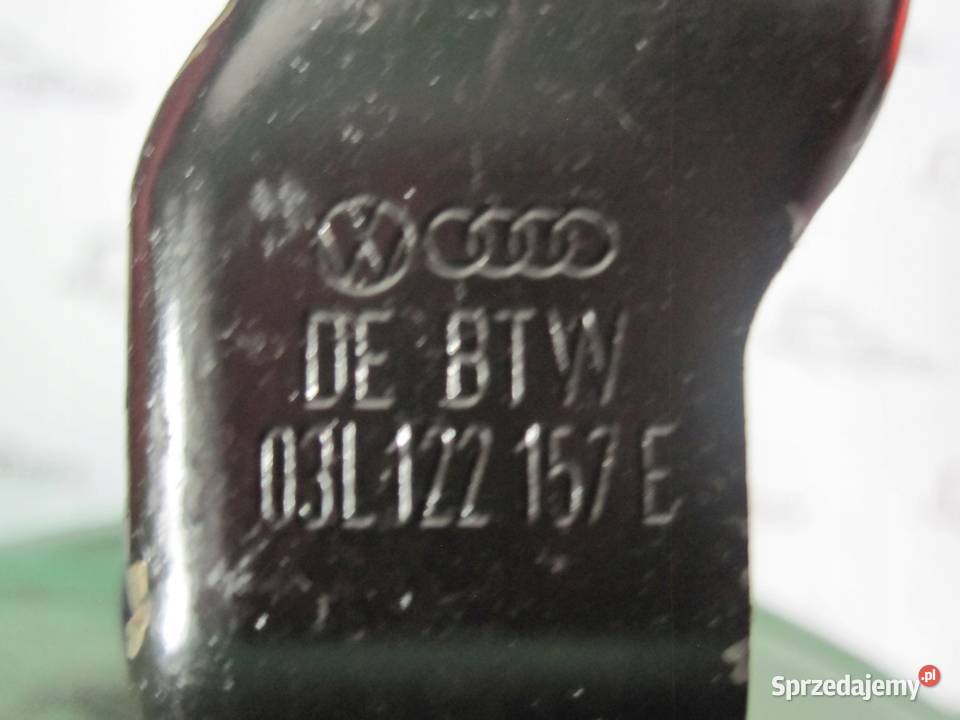 DE BTW
03L 122 157 E
Sprzedajemy.pl